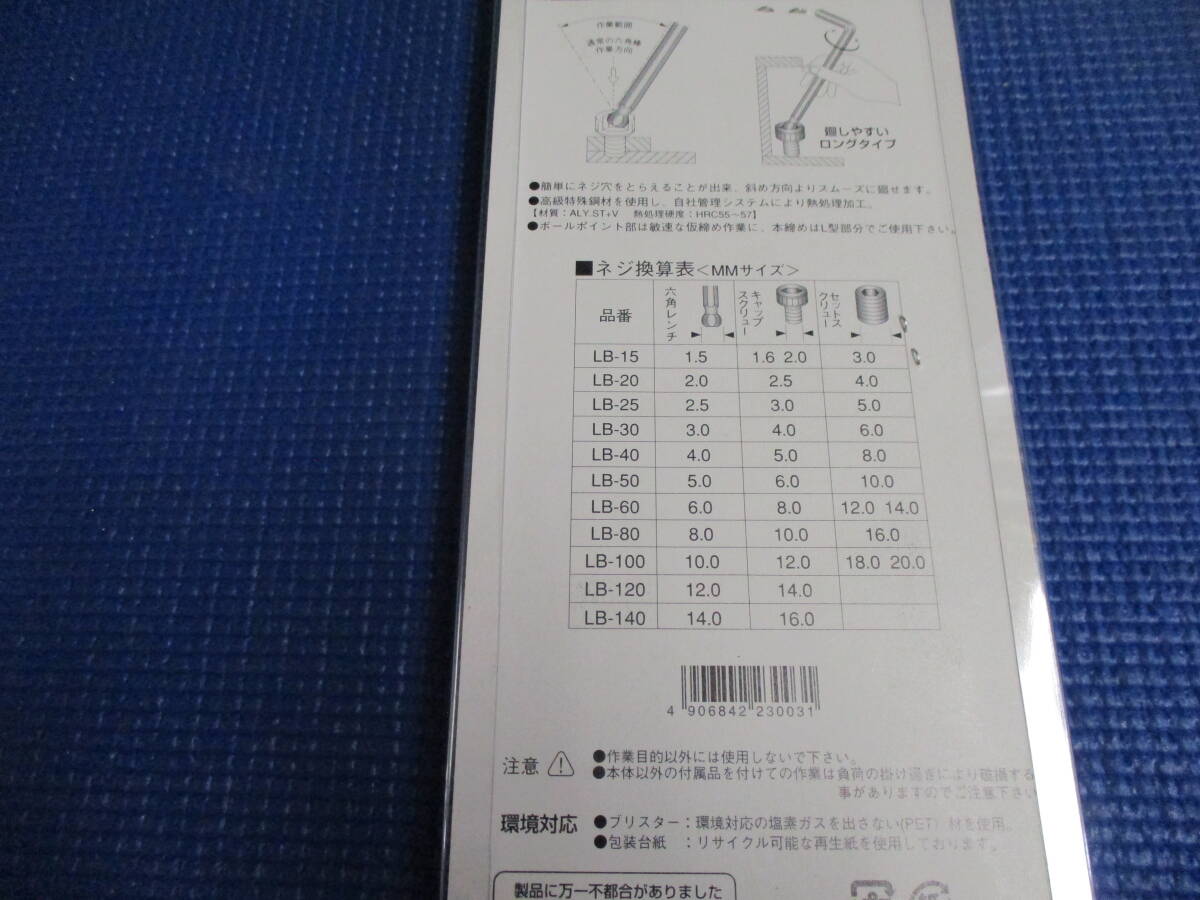 作業範囲
通常の六角棒
作業方向
廻しやすい
ロングタイプ
●簡単にネジ穴をとらえることが出来、斜め方向よりスムーズに廻せます。
●高級特殊鋼材を使用し、自社管理システムにより熱処理加工。
【材質：ALY.ST+V 熱処理硬度：HRC55～57】
●ボールポイント部は敏速な仮締め作業に、本締めはL型部分でご使用下さい。
■ネジ換算表＜MMサイズ＞
品番 六角レンチ キャップスクリュー セットスクリュー
LB-15 1.5 1.6 2.0 3.0
LB-20 2.0 2.5 4.0
LB-25 2.5 3.0 5.0
LB-30 3.0 4.0 6.0
LB-40 4.0 5.0 8.0
LB-50 5.0 6.0 10.0
LB-60 6.0 8.0 12.0 14.0
LB-80 8.0 10.0 16.0
LB-100 10.0 12.0 18.0 20.0
LB-120 12.0 14.0
LB-140 14.0 16.0
4 906842 230031
注意 ●作業目的以外には使用しないで下さい。
●本体以外の付属品を付けての作業は負荷の掛け過ぎにより破損する
事がありますのでご注意下さい
環境対応 ●ブリスター：環境対応の塩素ガスを出さない(PET)材を使用。
●包装台紙 ：リサイクル可能な再生紙を使用しております。
製品に万一不都合がありました